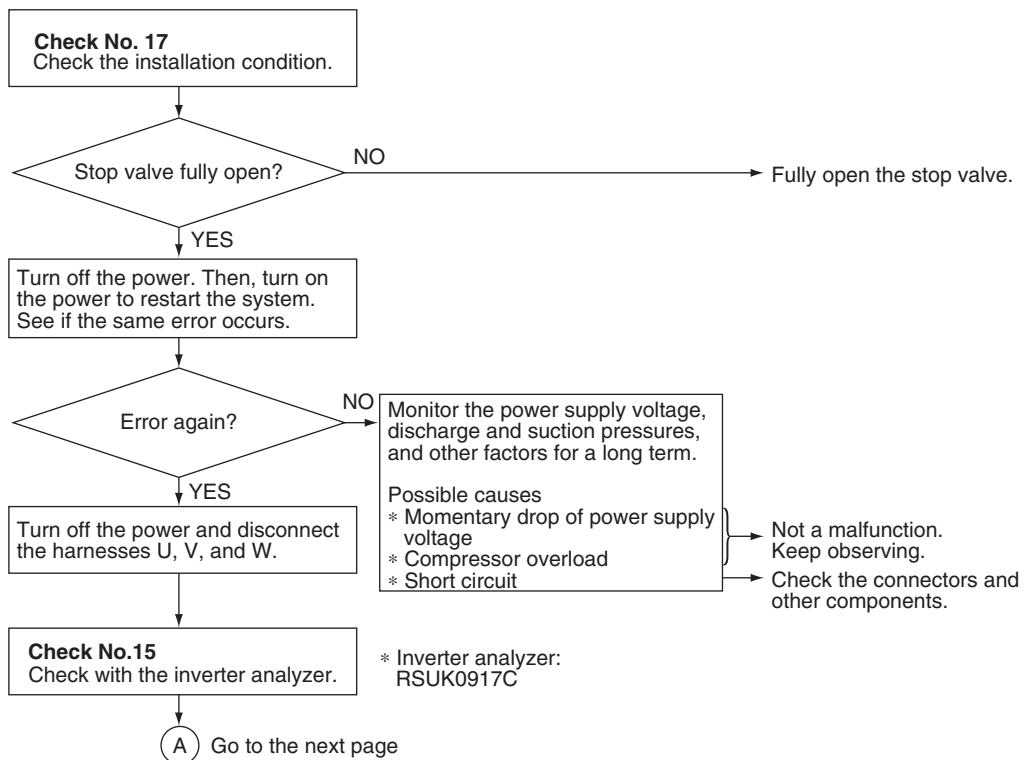 Check No. 17
Check the installation condition.
Stop valve fully open?
NO
Fully open the stop valve.
YES
Turn off the power. Then, turn on
the power to restart the system.
See if the same error occurs.
Error again?
NO
Monitor the power supply voltage,
discharge and suction pressures,
and other factors for a long term.
Possible causes
* Momentary drop of power supply
voltage
* Compressor overload
* Short circuit
Not a malfunction.
Keep observing.
Check the connectors and
other components.
YES
Turn off the power and disconnect
the harnesses U, V, and W.
Check No.15
Check with the inverter analyzer.
* Inverter analyzer:
RSUK0917C
A Go to the next page